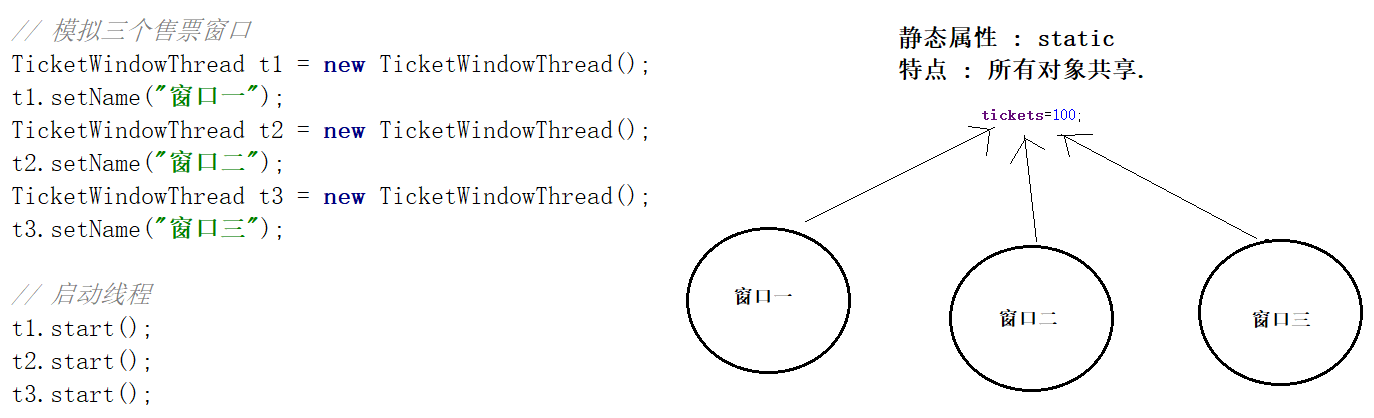 // 模拟三个售票窗口
TicketWindowThread t1 = new TicketWindowThread();
t1.setName("窗口一");
TicketWindowThread t2 = new TicketWindowThread();
t2.setName("窗口二");
TicketWindowThread t3 = new TicketWindowThread();
t3.setName("窗口三");
// 启动线程
t1.start();
t2.start();
t3.start();
静态属性 : static
特点 : 所有对象共享.
tickets=100;
窗口一
窗口二
窗口三